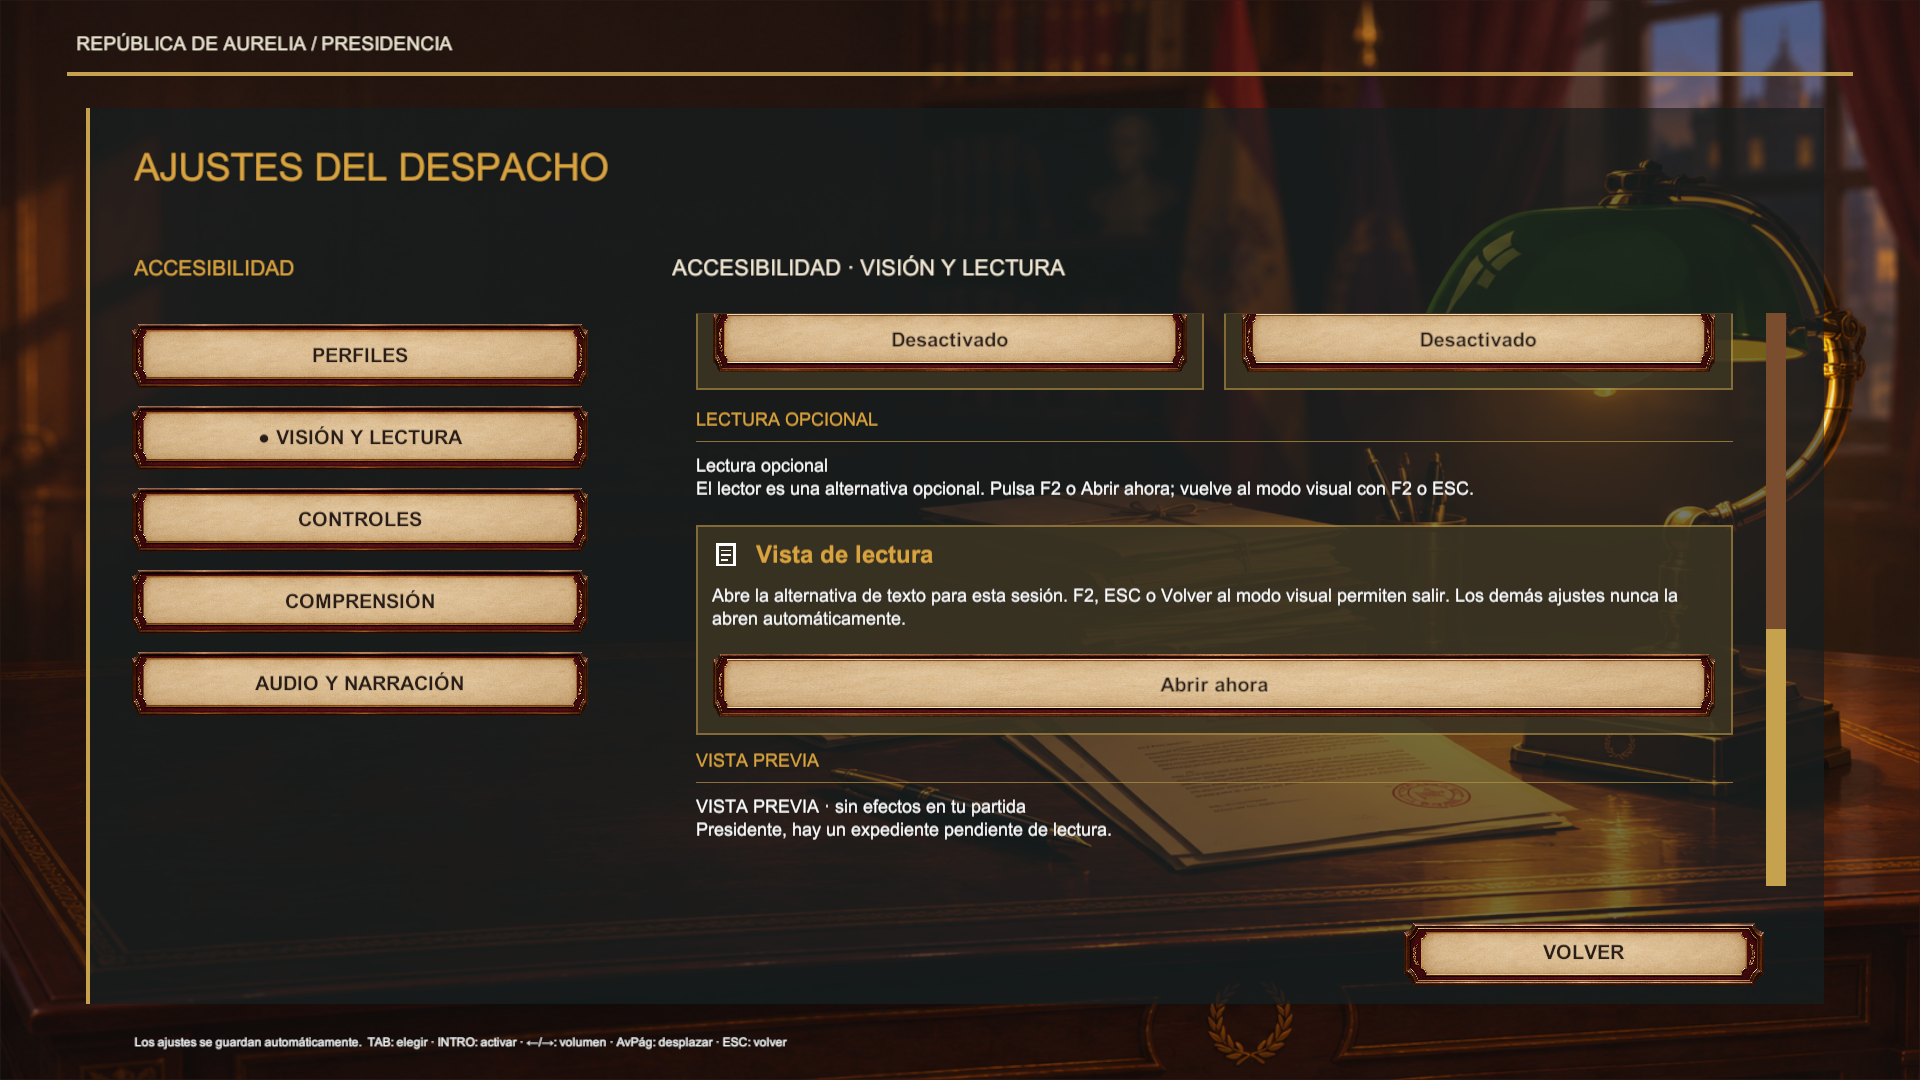 REPÚBLICA DE AURELIA / PRESIDENCIA
AJUSTES DEL DESPACHO
ACCESIBILIDAD
PERFILES
● VISIÓN Y LECTURA
CONTROLES
COMPRENSIÓN
AUDIO Y NARRACIÓN
ACCESIBILIDAD · VISIÓN Y LECTURA
Desactivado
Desactivado
LECTURA OPCIONAL
Lectura opcional
El lector es una alternativa opcional. Pulsa F2 o Abrir ahora; vuelve al modo visual con F2 o ESC.
Vista de lectura
Abre la alternativa de texto para esta sesión. F2, ESC o Volver al modo visual permiten salir. Los demás ajustes nunca la
abren automáticamente.
Abrir ahora
VISTA PREVIA
VISTA PREVIA · sin efectos en tu partida
Presidente, hay un expediente pendiente de lectura.
VOLVER
Los ajustes se guardan automáticamente. TAB: elegir · INTRO: activar · ←/→: volumen · AvPág: desplazar · ESC: volver